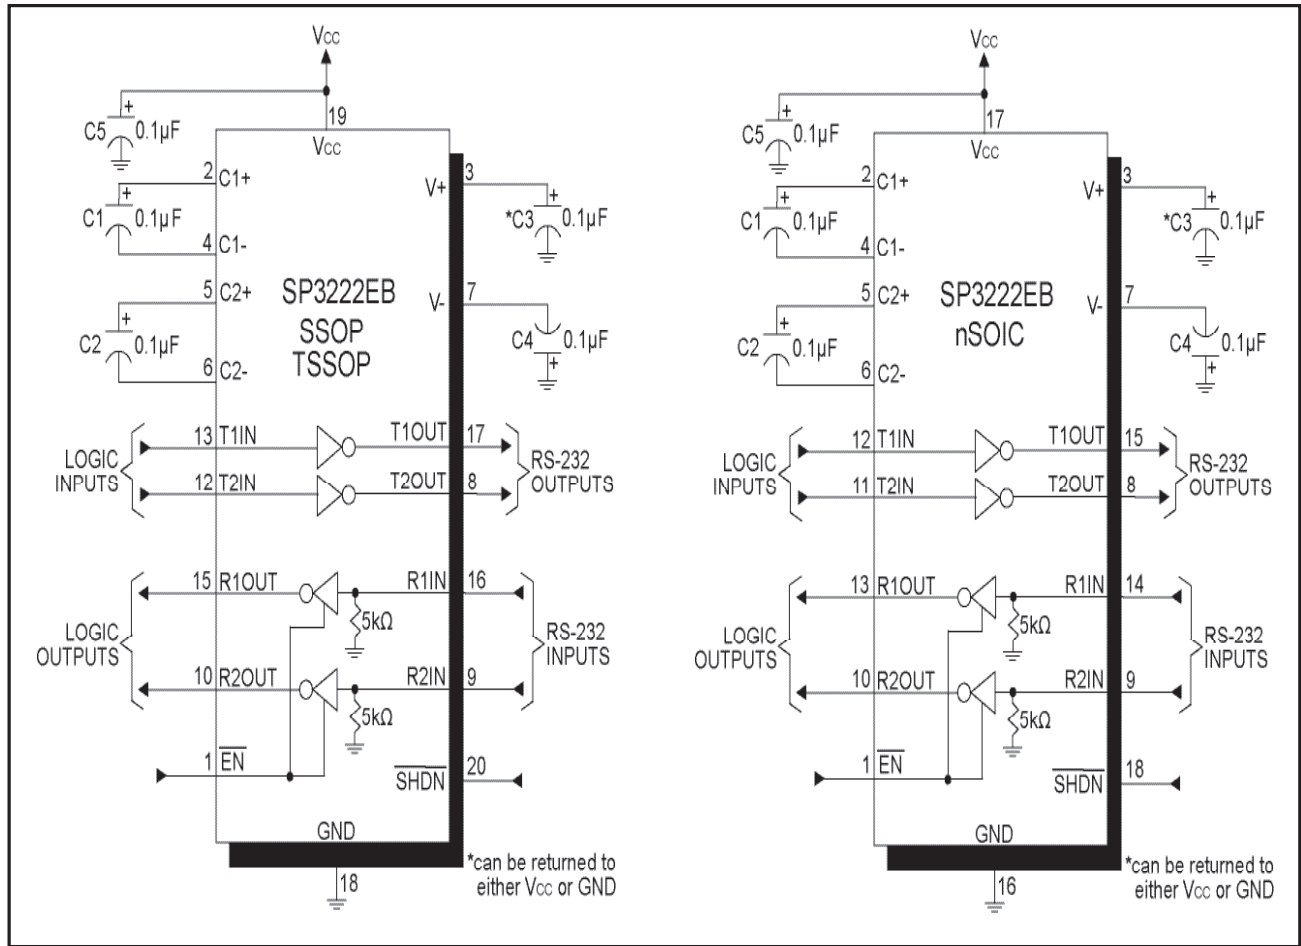 VCC
19
VCC
C5
+
0.1µF
2
C1+
+
C1
0.1µF
4
C1-
5
C2+
+
C2
0.1µF
6
C2-
SP3222EB
SSOP
TSSOP
V+
3
+
*C3
0.1µF
V-
7
C4
0.1µF
+
LOGIC
INPUTS
13
T1IN
T1OUT
17
12
T2IN
T2OUT
8
RS-232
OUTPUTS
LOGIC
OUTPUTS
15
R1OUT
R1IN
16
5kΩ
10
R2OUT
R2IN
9
5kΩ
RS-232
INPUTS
1
EN
SHDN
20
GND
18
*can be returned to
either VCC or GND
VCC
17
VCC
C5
+
0.1µF
2
C1+
+
C1
0.1µF
4
C1-
5
C2+
+
C2
0.1µF
6
C2-
SP3222EB
nSOIC
V+
3
+
*C3
0.1µF
V-
7
C4
0.1µF
+
LOGIC
INPUTS
12
T1IN
T1OUT
15
11
T2IN
T2OUT
8
RS-232
OUTPUTS
LOGIC
OUTPUTS
13
R1OUT
R1IN
14
5kΩ
10
R2OUT
R2IN
9
5kΩ
RS-232
INPUTS
1
EN
SHDN
18
GND
16
*can be returned to
either VCC or GND